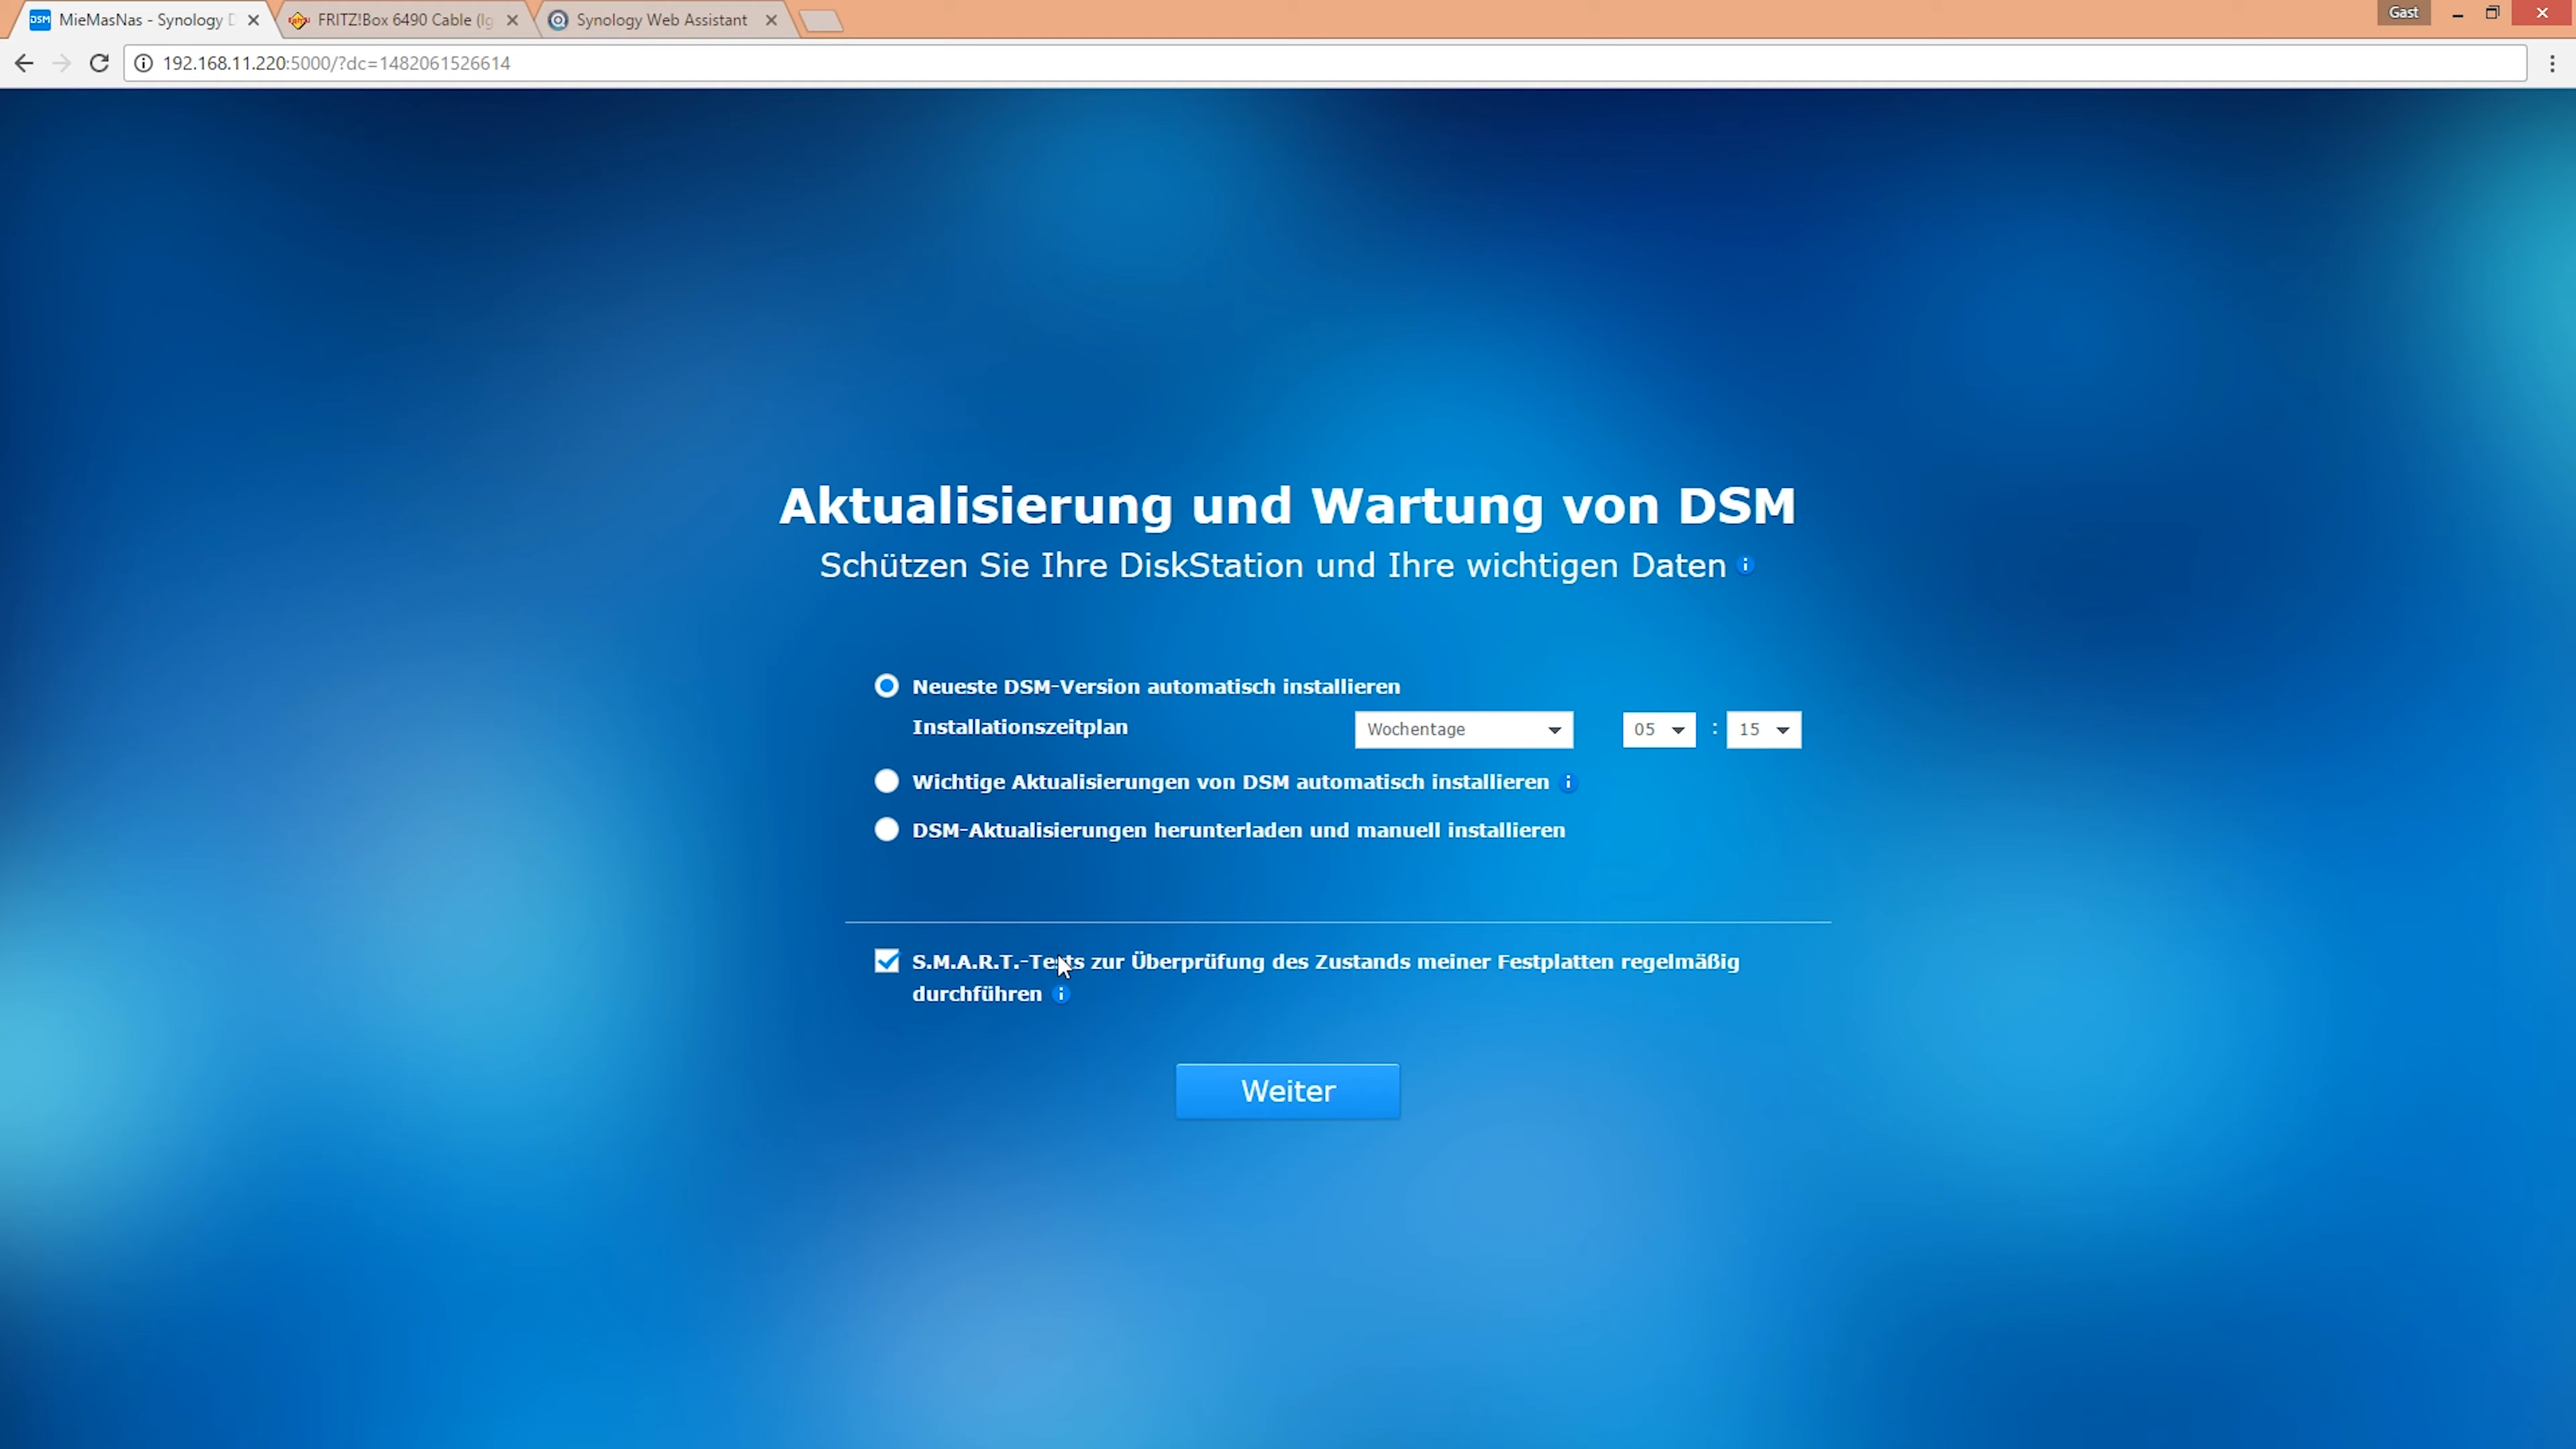 DSM MieMasNas - Synology D
FRITZ!Box 6490 Cable (lg
Synology Web Assistant
Gast
192.168.11.220:5000/?dc=1482061526614
Aktualisierung und Wartung von DSM
Schützen Sie Ihre DiskStation und Ihre wichtigen Daten
Neueste DSM-Version automatisch installieren
Installationszeitplan Wochentage 05 : 15
Wichtige Aktualisierungen von DSM automatisch installieren
DSM-Aktualisierungen herunterladen und manuell installieren
S.M.A.R.T.-Tests zur Überprüfung des Zustands meiner Festplatten regelmäßig
durchführen
Weiter